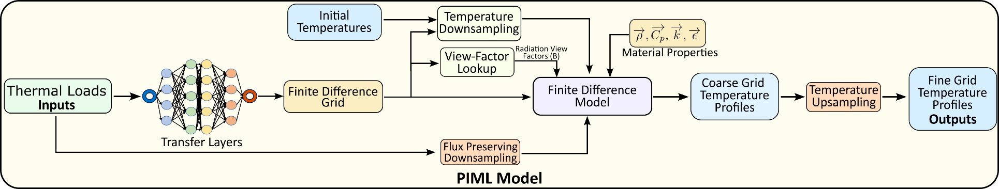 Initial
Temperatures
Temperature
Downsampling
View-Factor
Lookup
Radiation View
Factors (B)
ρ⃗, C⃗ₚ, k⃗, ϵ⃗
Material Properties
Thermal Loads
Inputs
Transfer Layers
Finite Difference
Grid
Finite Difference
Model
Coarse Grid
Temperature
Profiles
Temperature
Upsampling
Fine Grid
Temperature
Profiles
Outputs
Flux Preserving
Downsampling
PIML Model